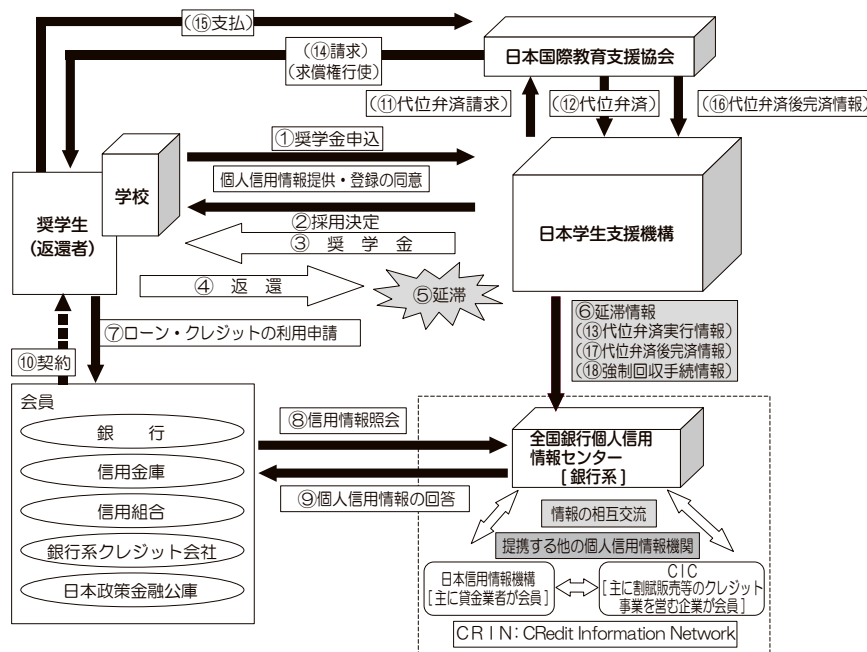 （⑮支払）
（⑭請求）
（求償権行使）
日本国際教育支援協会
（⑪代位弁済請求）
（⑫代位弁済）
（⑯代位弁済後完済情報）
①奨学金申込
個人信用情報提供・登録の同意
学校
奨学生
（返還者）
②採用決定
③ 奨 学 金
④ 返 還
⑤延滞
日本学生支援機構
⑥延滞情報
（⑬代位弁済実行情報）
（⑰代位弁済後完済情報）
（⑱強制回収手続情報）
⑦ローン・クレジットの利用申請
⑩契約
会員
銀 行
信用金庫
信用組合
銀行系クレジット会社
日本政策金融公庫
⑧信用情報照会
⑨個人信用情報の回答
全国銀行個人信用
情報センター
［銀行系］
情報の相互交流
提携する他の個人信用情報機関
日本信用情報機構
［主に貸金業者が会員］
ＣＩＣ
［主に割賦販売等のクレジット
事業を営む企業が会員］
ＣＲＩＮ：CRedit Information Network